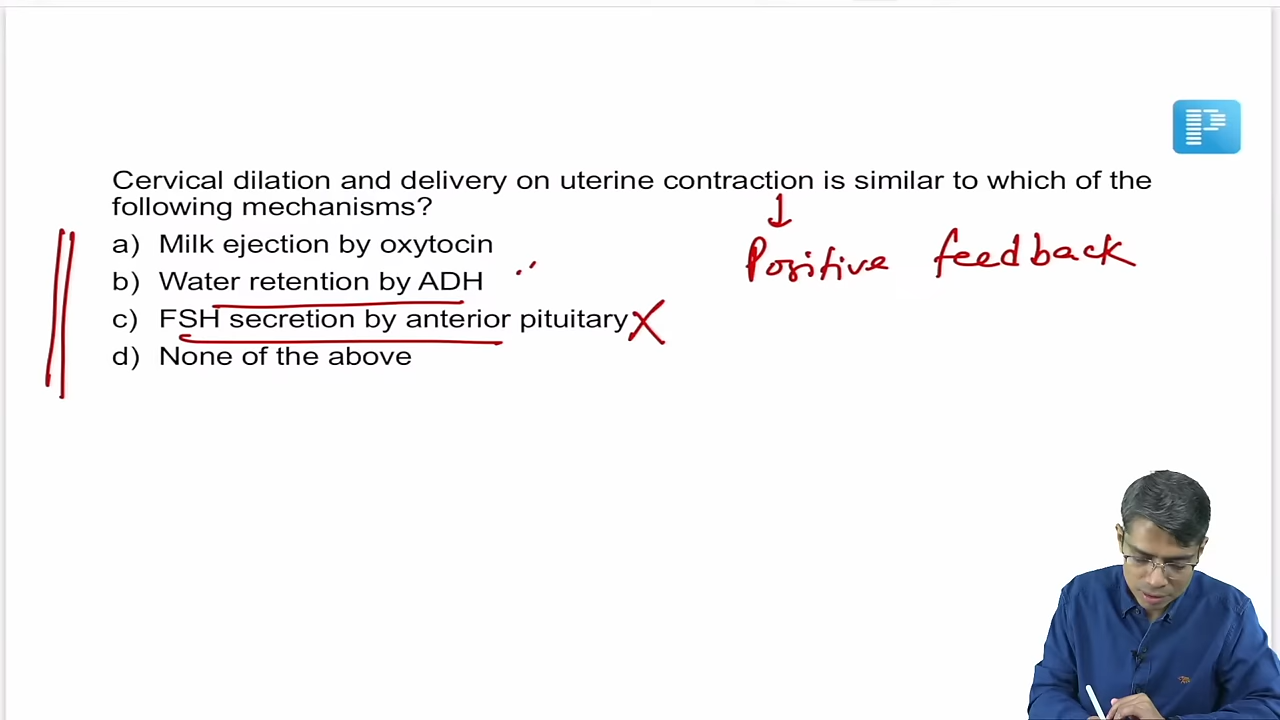 Cervical dilation and delivery on uterine contraction is similar to which of the
following mechanisms?
a) Milk ejection by oxytocin
b) Water retention by ADH
c) FSH secretion by anterior pituitary
d) None of the above
Positive feedback